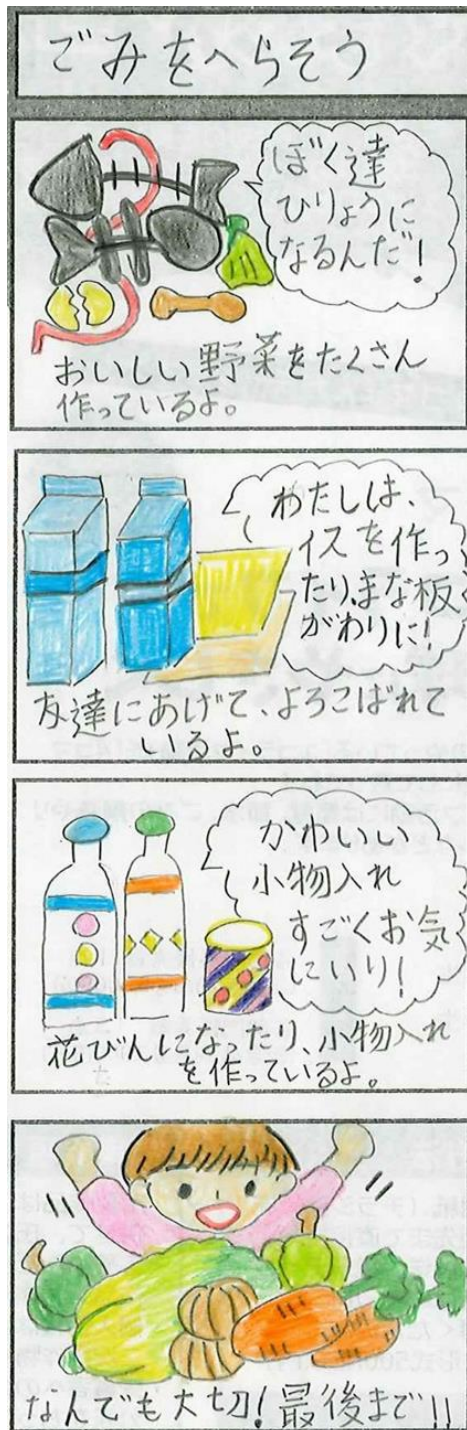 ごみをへらそう
ぼく達
ひりょうに
なるんだ!
おいしい野菜をたくさん
作っているよ。
わたしは、
イスを作っ
たり、まな板
がわりに!
友達にあげて、よろこばれて
いるよ。
かわいい
小物入れ
すごくお気
にいり!
花びんになったり、小物入れ
を作っているよ。
なんでも大切!最後まで!!